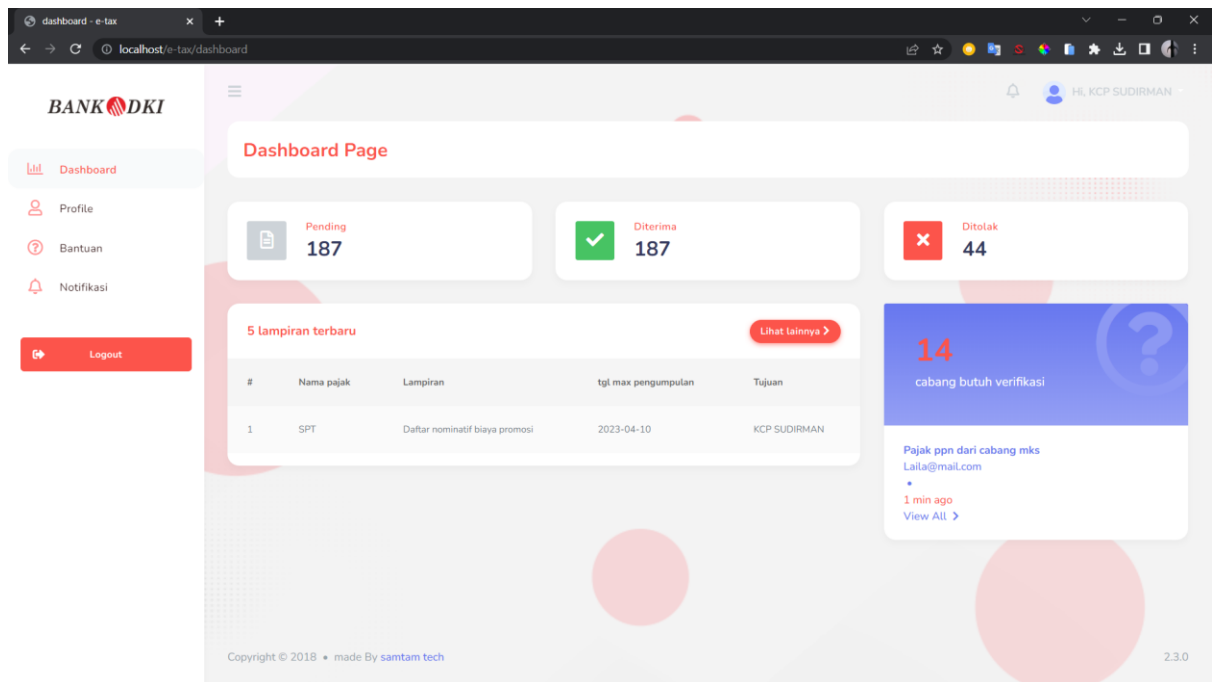 dashboard - e-tax
localhost/e-tax/dashboard
BANK DKI
Hi, KCP SUDIRMAN
Dashboard
Profile
Bantuan
Notifikasi
Logout
Dashboard Page
Pending
187
Diterima
187
Ditolak
44
5 lampiran terbaru
Lihat lainnya
# Nama pajak Lampiran tgl max pengumpulan Tujuan
1 SPT Daftar nominatif biaya promosi 2023-04-10 KCP SUDIRMAN
14
cabang butuh verifikasi
Pajak ppn dari cabang mks
Laila@mail.com
•
1 min ago
View All
Copyright © 2018 • made By samtam tech
2.3.0